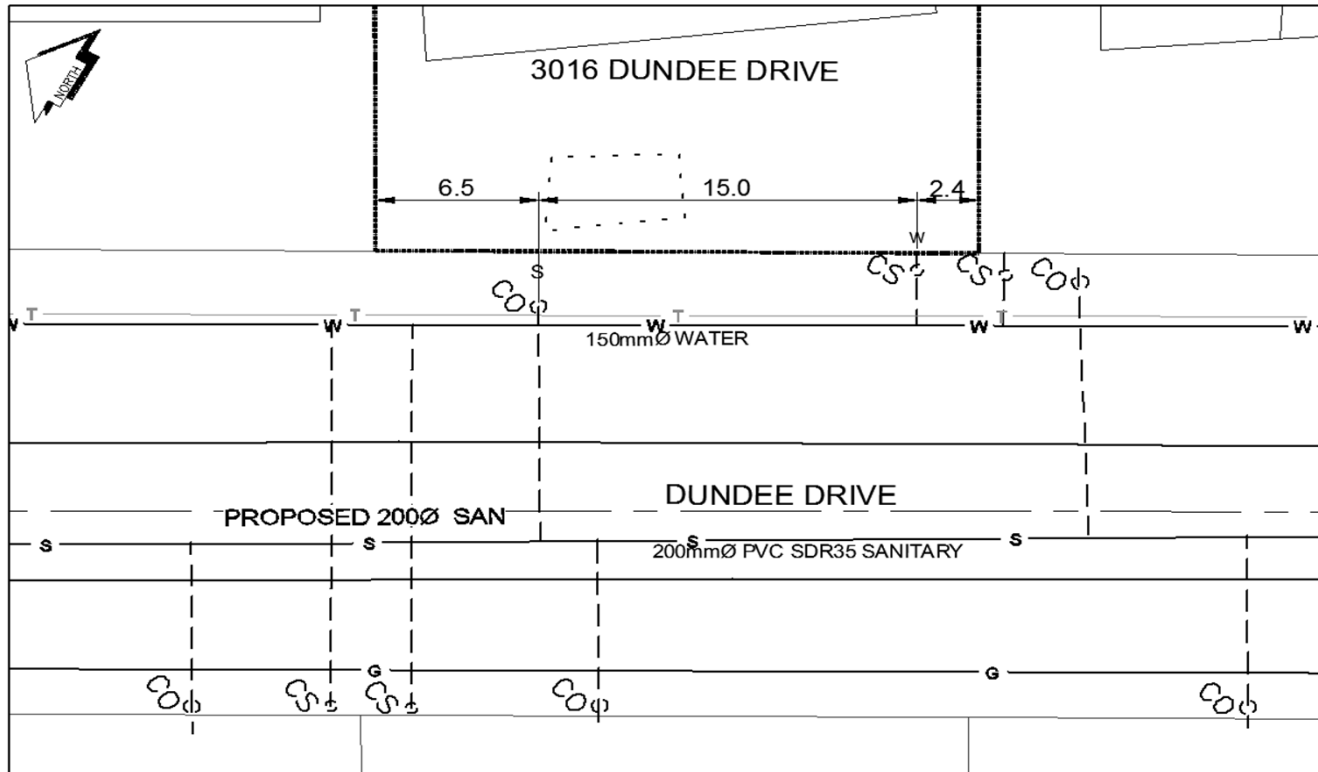 3016 DUNDEE DRIVE
NORTH
6.5 15.0 2.4
W
S
CO CS CS CO
T T T T
W W W W W
150mmØ WATER
DUNDEE DRIVE
PROPOSED 200Ø SAN
S S S S
200mmØ PVC SDR35 SANITARY
G G
CO CS CS CO CO